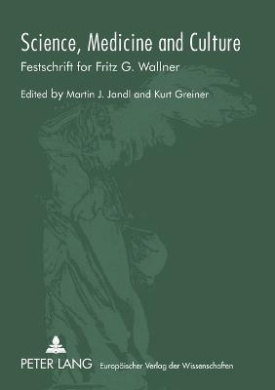 Science, Medicine and Culture
Festschrift for Fritz G. Wallner
Edited by Martin J. Jandl and Kurt Greiner
PETER LANG
Europäischer Verlag der Wissenschaften